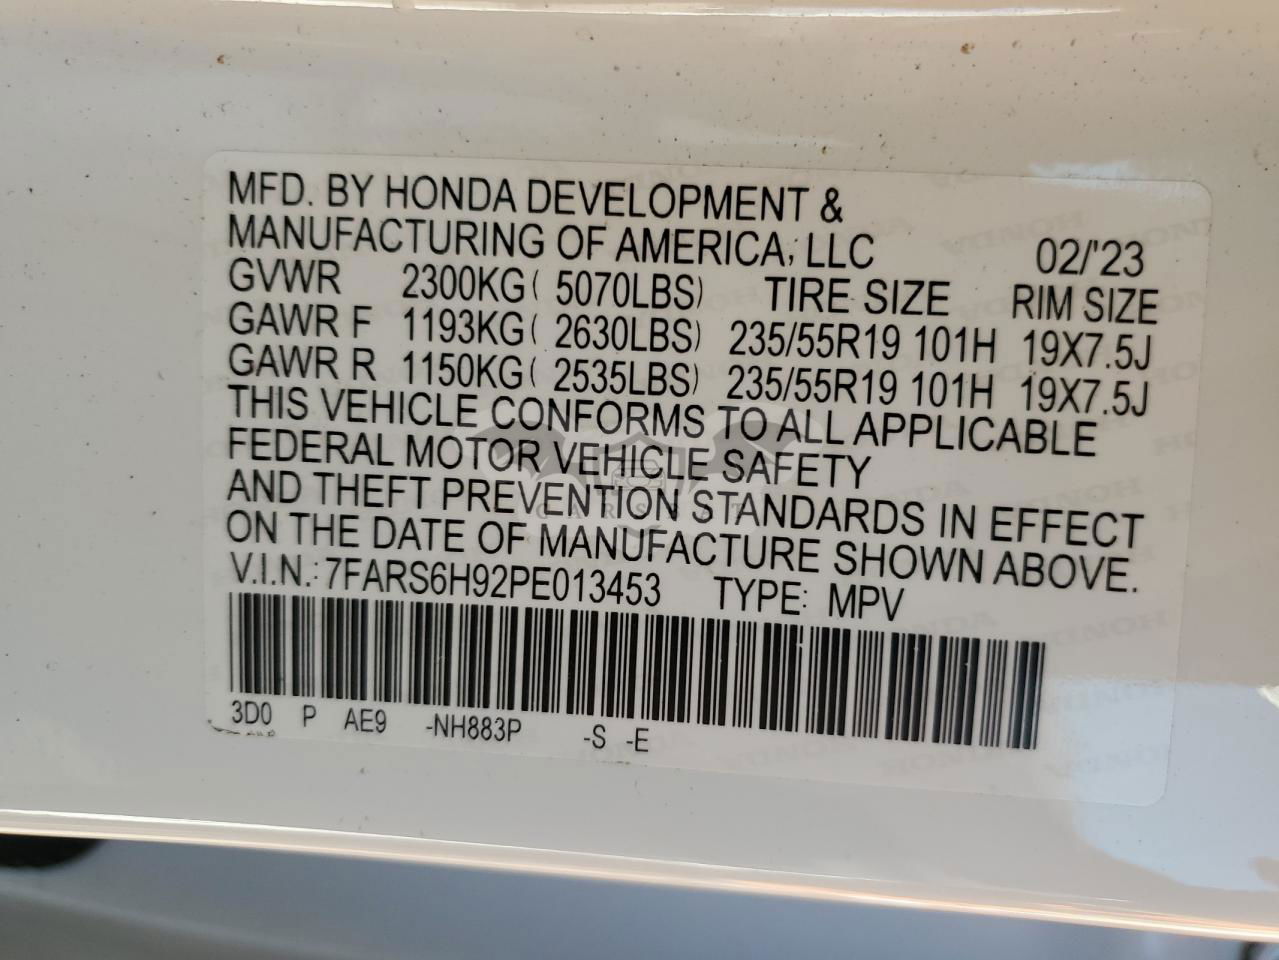 MFD. BY HONDA DEVELOPMENT &
MANUFACTURING OF AMERICA, LLC 02/'23
GVWR 2300KG( 5070LBS) TIRE SIZE RIM SIZE
GAWR F 1193KG( 2630LBS) 235/55R19 101H 19X7.5J
GAWR R 1150KG( 2535LBS) 235/55R19 101H 19X7.5J
THIS VEHICLE CONFORMS TO ALL APPLICABLE
FEDERAL MOTOR VEHICLE SAFETY
AND THEFT PREVENTION STANDARDS IN EFFECT
ON THE DATE OF MANUFACTURE SHOWN ABOVE.
V.I.N.: 7FARS6H92PE013453 TYPE: MPV
3D0 P AE9 -NH883P -S -E